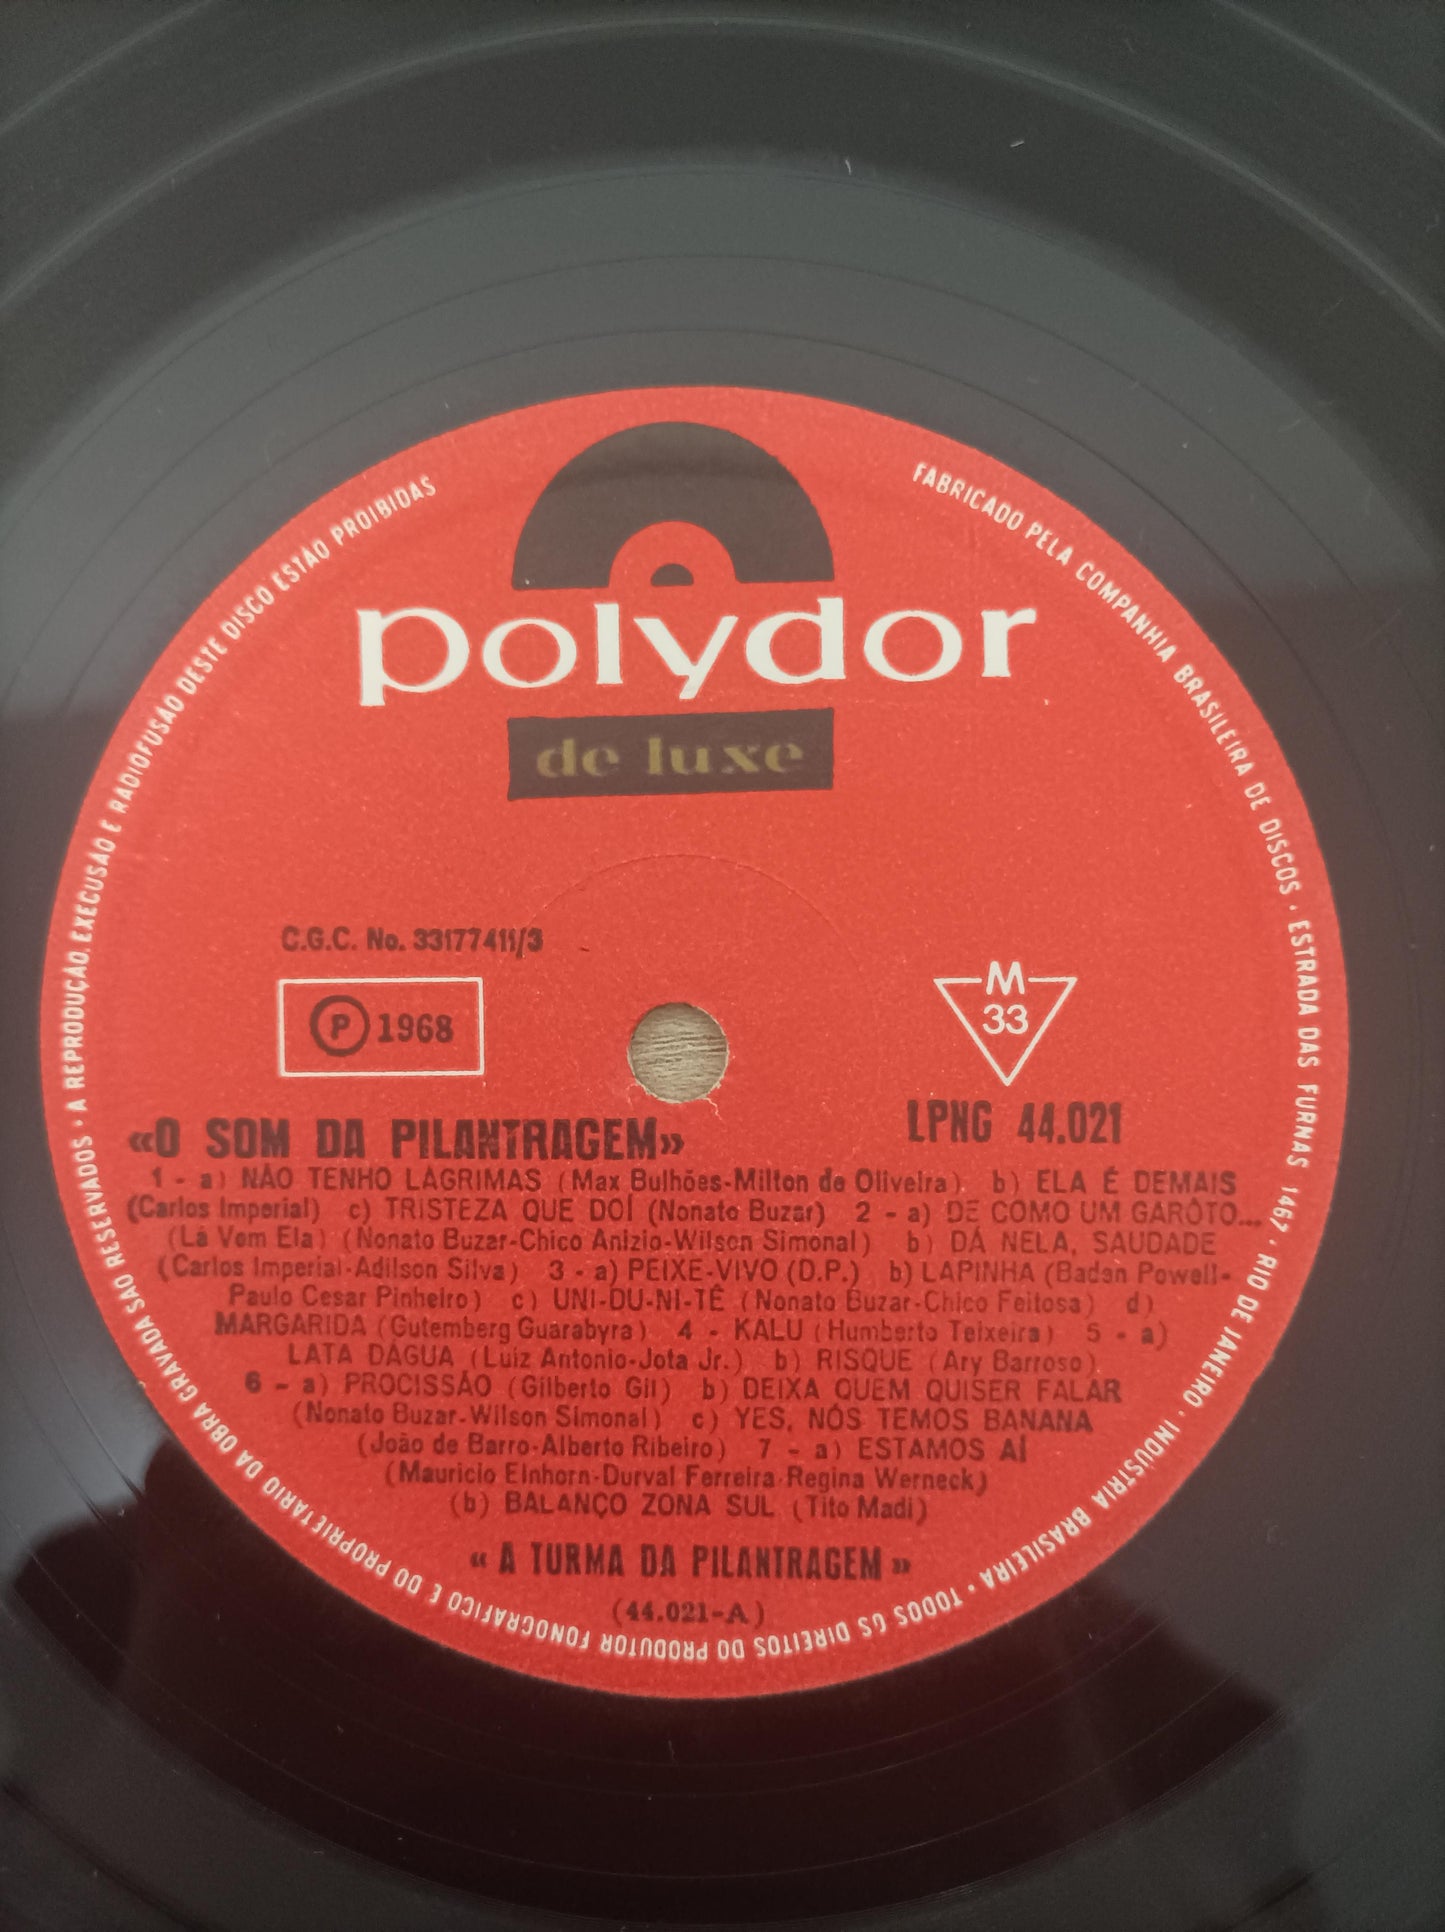 polydor
de luxe
C.G.C. No. 33177411/3
Ⓟ 1968
M
33
«O SOM DA PILANTRAGEM»
LPNG 44.021
1 - a) NÃO TENHO LÁGRIMAS (Max Bulhões-Milton de Oliveira) b) ELA É DEMAIS
(Carlos Imperial) c) TRISTEZA QUE DOÍ (Nonato Buzar) 2 - a) DE COMO UM GARÔTO...
(Lá Vem Ela) (Nonato Buzar-Chico Anizio-Wilson Simonal) b) DÁ NELA, SAUDADE
(Carlos Imperial-Adilson Silva) 3 - a) PEIXE-VIVO (D.P.) b) LAPINHA (Baden Powell-
Paulo Cesar Pinheiro) c) UNI-DU-NI-TÊ (Nonato Buzar-Chico Feitosa) d)
MARGARIDA (Gutemberg Guarabyra) 4 - KALU (Humberto Teixeira) 5 - a)
LATA DÁGUA (Luiz Antonio-Jota Jr.) b) RISQUE (Ary Barroso)
6 - a) PROCISSÃO (Gilberto Gil) b) DEIXA QUEM QUISER FALAR
(Nonato Buzar-Wilson Simonal) c) YES, NÓS TEMOS BANANA
(João de Barro-Alberto Ribeiro) 7 - a) ESTAMOS AÍ
(Mauricio Einhorn-Durval Ferreira-Regina Werneck)
(b) BALANÇO ZONA SUL (Tito Madi)
« A TURMA DA PILANTRAGEM »
(44.021-A)
FABRICADO PELA COMPANHIA BRASILEIRA DE DISCOS · ESTRADA DAS FURNAS 1467 · RIO DE JANEIRO · INDÚSTRIA BRASILEIRA · TODOS OS DIREITOS DO PRODUTOR FONOGRAFICO E DO PROPRIETARIO DA OBRA GRAVADA SÃO RESERVADOS · A REPRODUÇÃO, EXECUSÃO E RADIOFUSÃO DESTE DISCO ESTÃO PROIBIDAS